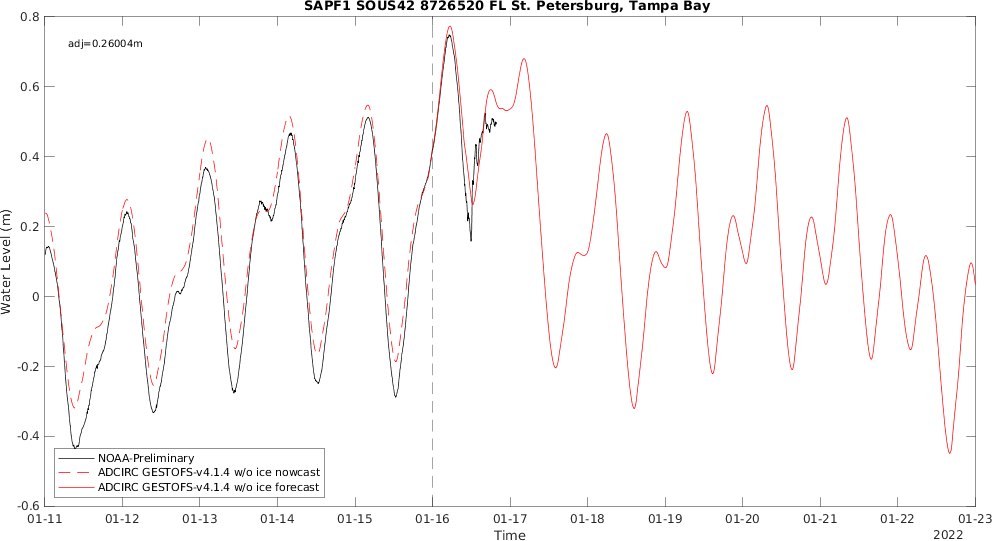 SAPF1 SOUS42 8726520 FL St. Petersburg, Tampa Bay
adj=0.26004m
0.8
0.6
0.4
0.2
0
-0.2
-0.4
-0.6
Water Level (m)
NOAA-Preliminary
ADCIRC GESTOFS-v4.1.4 w/o ice nowcast
ADCIRC GESTOFS-v4.1.4 w/o ice forecast
01-11 01-12 01-13 01-14 01-15 01-16 01-17 01-18 01-19 01-20 01-21 01-22 01-23
Time
2022